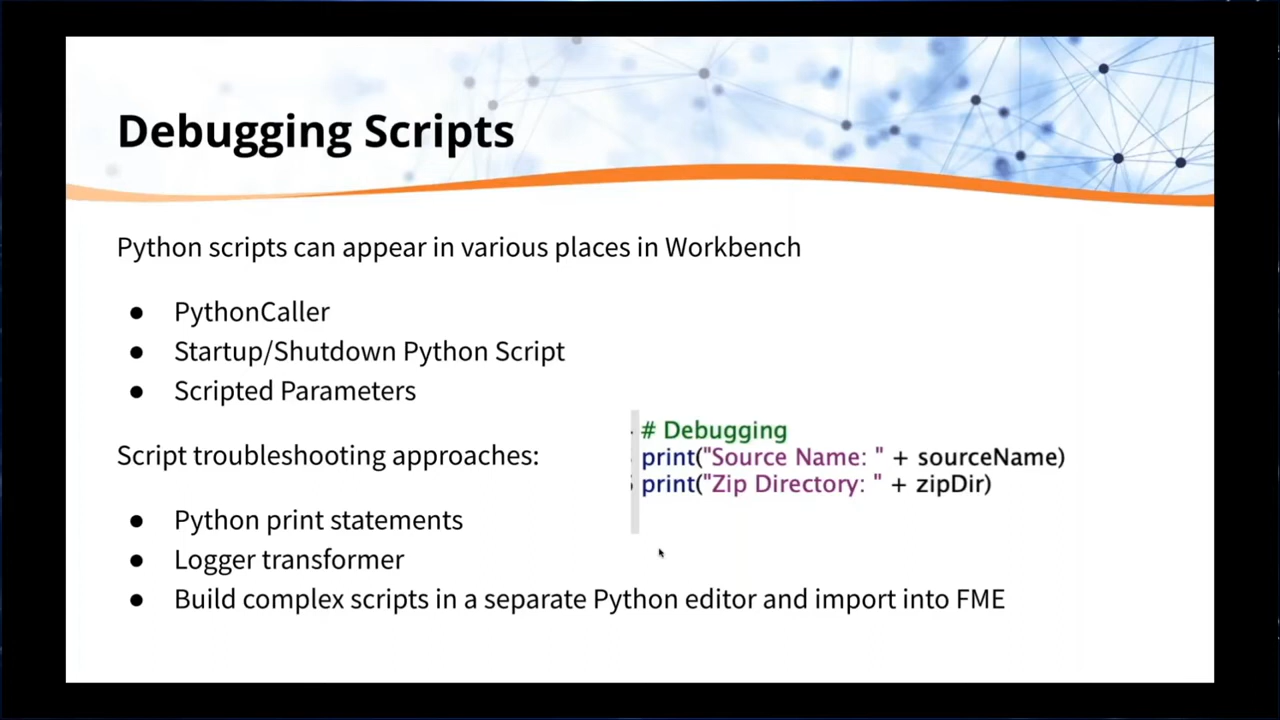 Debugging Scripts
Python scripts can appear in various places in Workbench
● PythonCaller
● Startup/Shutdown Python Script
● Scripted Parameters
Script troubleshooting approaches:
# Debugging
print("Source Name: " + sourceName)
print("Zip Directory: " + zipDir)
● Python print statements
● Logger transformer
● Build complex scripts in a separate Python editor and import into FME